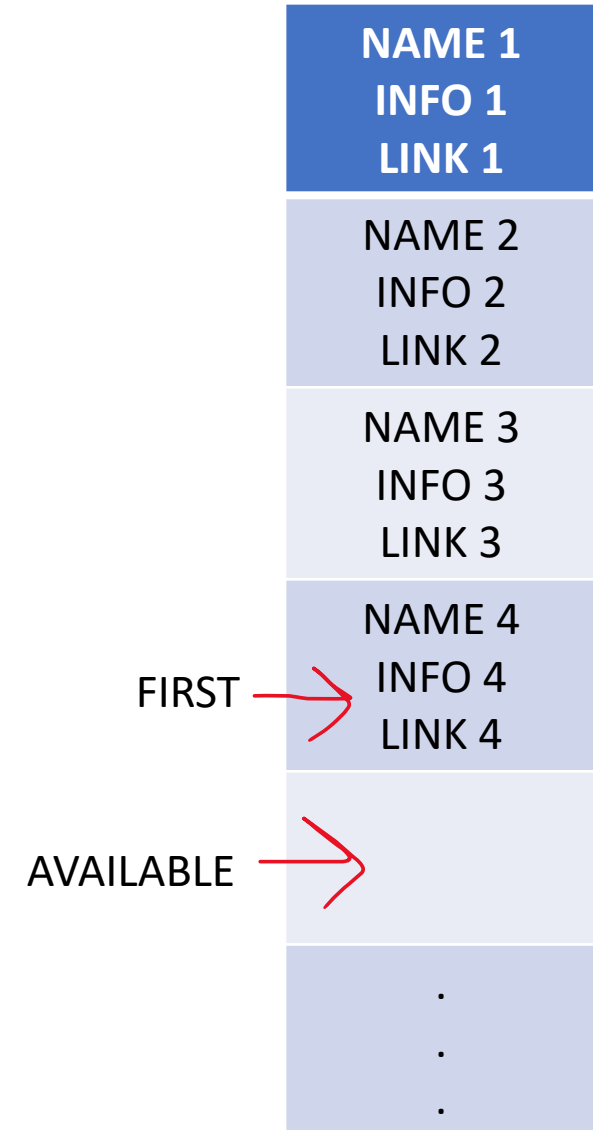 NAME 1
INFO 1
LINK 1
NAME 2
INFO 2
LINK 2
NAME 3
INFO 3
LINK 3
NAME 4
FIRST INFO 4
LINK 4
AVAILABLE
.
.
.